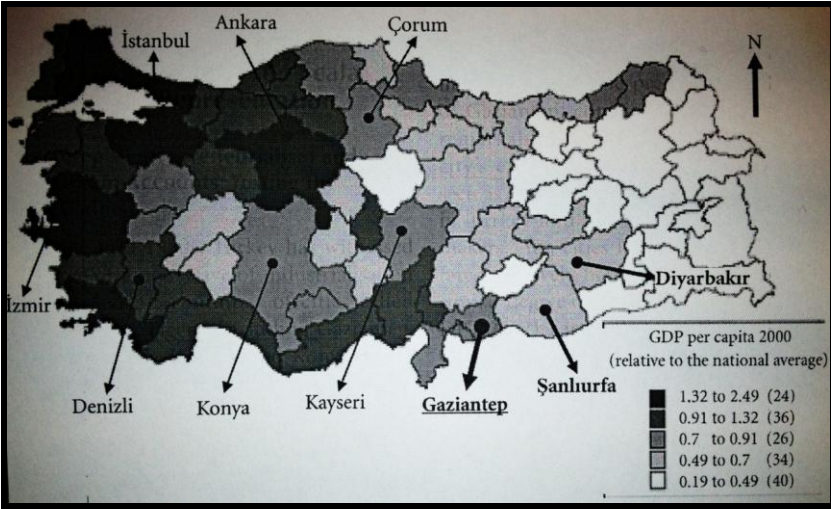 Ankara
Çorum
İstanbul
N
İzmir
Diyarbakır
Şanlıurfa
Denizli
Konya
Kayseri
Gaziantep
GDP per capita 2000
(relative to the national average)
1.32 to 2.49 (24)
0.91 to 1.32 (36)
0.7 to 0.91 (26)
0.49 to 0.7 (34)
0.19 to 0.49 (40)